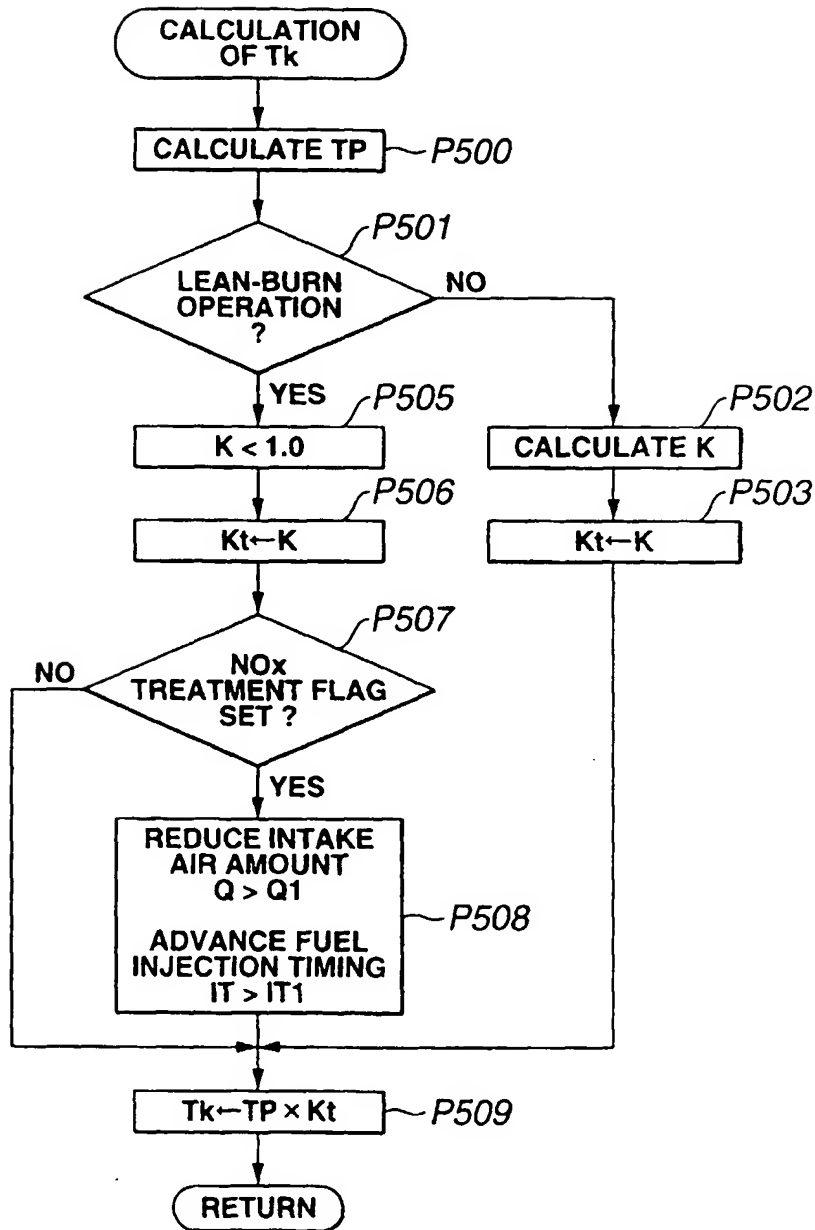 CALCULATION
OF Tk
CALCULATE TP
P500
P501
LEAN-BURN
OPERATION
?
NO
YES
P505
K < 1.0
P502
CALCULATE K
P506
Kt←K
P503
Kt←K
P507
NOx
TREATMENT FLAG
SET ?
NO
YES
REDUCE INTAKE
AIR AMOUNT
Q > Q1
ADVANCE FUEL
INJECTION TIMING
IT > IT1
P508
Tk←TP × Kt
P509
RETURN